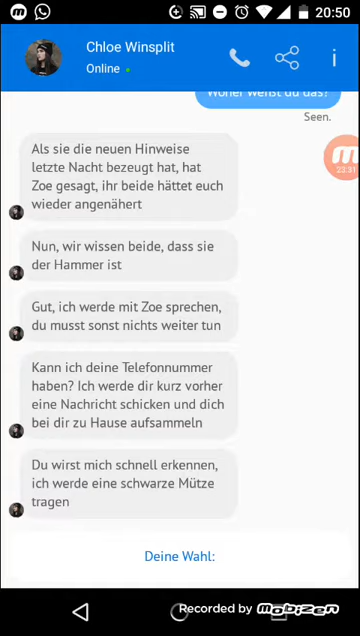 20:50
Chloe Winsplit
Online
Woher weißt du das?
Seen.
Als sie die neuen Hinweise
letzte Nacht bezeugt hat, hat
Zoe gesagt, ihr beide hättet euch
wieder angenähert
23:31
Nun, wir wissen beide, dass sie
der Hammer ist
Gut, ich werde mit Zoe sprechen,
du musst sonst nichts weiter tun
Kann ich deine Telefonnummer
haben? Ich werde dir kurz vorher
eine Nachricht schicken und dich
bei dir zu Hause aufsammeln
Du wirst mich schnell erkennen,
ich werde eine schwarze Mütze
tragen
Deine Wahl:
Recorded by mobizen